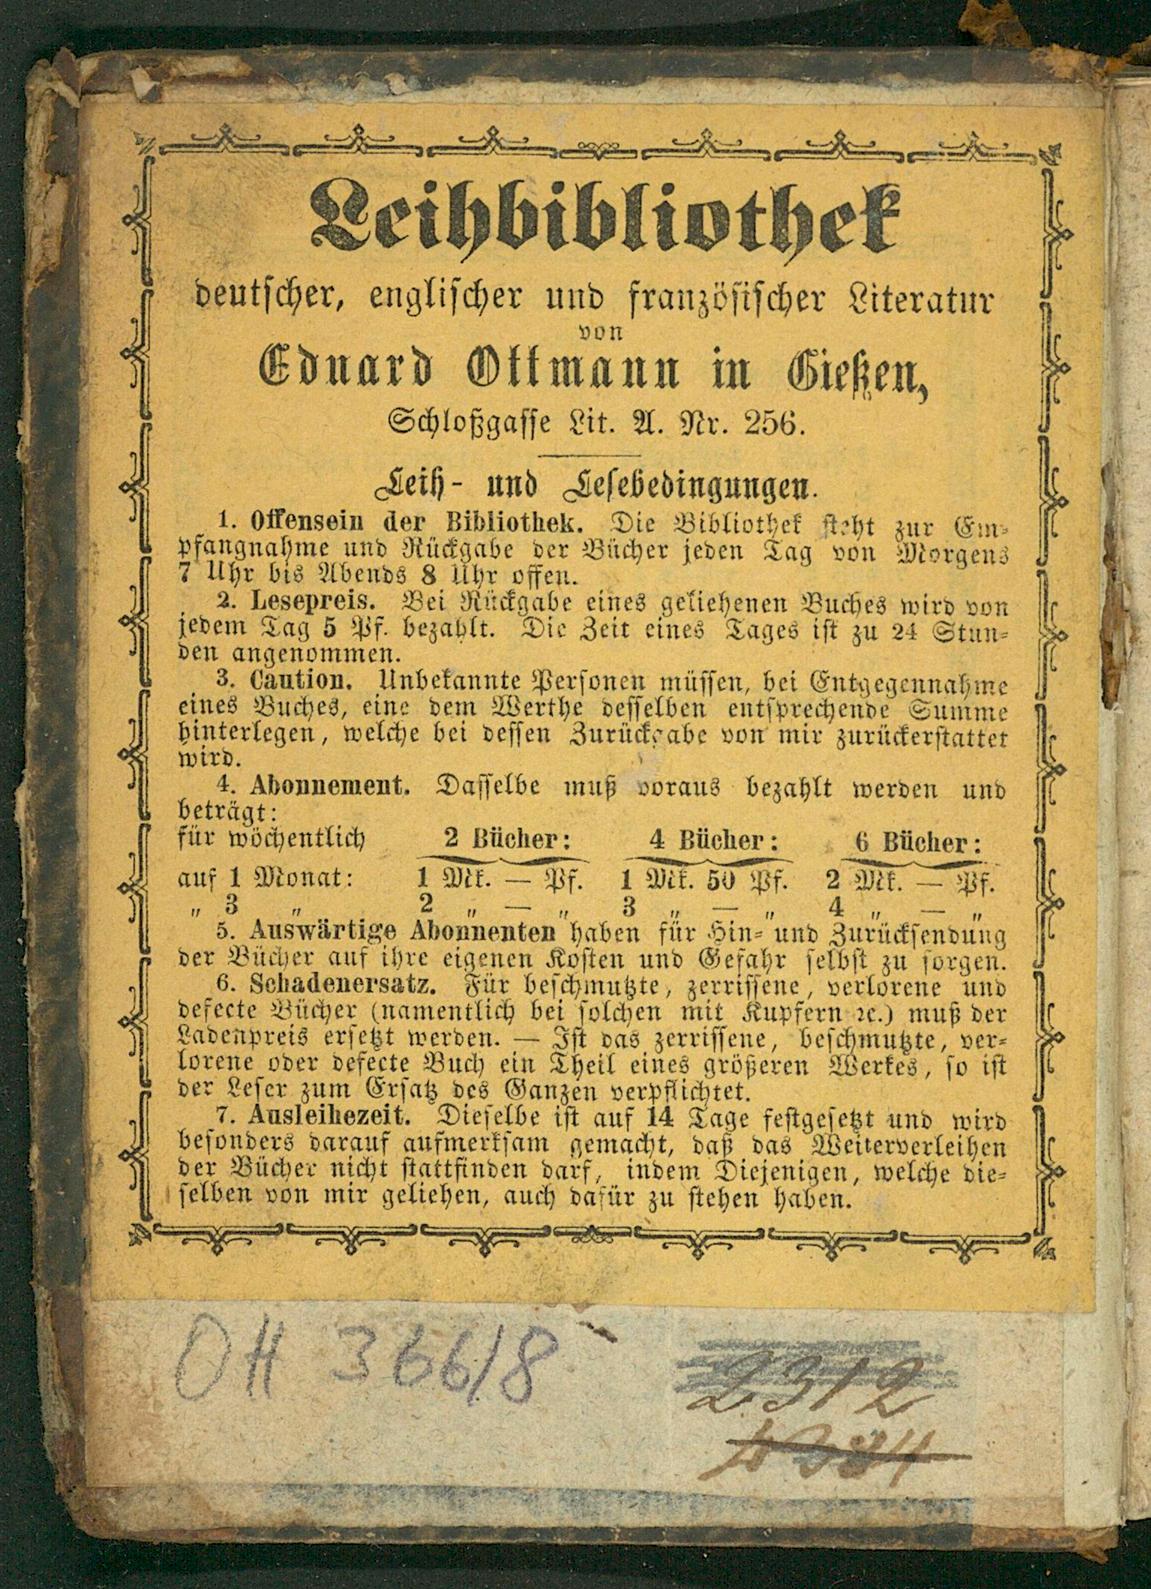 Leihbibliothek
deutscher, englischer und französischer Literatur
von
Eduard Ottmann in Gießen,
Schloßgasse Lit. A. Nr. 256.
Leih- und Lesebedingungen.
1. Offensein der Bibliothek. Die Bibliothek steht zur Em-
pfangnahme und Rückgabe der Bücher jeden Tag von Morgens
7 Uhr bis Abends 8 Uhr offen.
2. Lesepreis. Bei Rückgabe eines geliehenen Buches wird von
jedem Tag 5 Pf. bezahlt. Die Zeit eines Tages ist zu 24 Stun-
den angenommen.
3. Caution. Unbekannte Personen müssen, bei Entgegennahme
eines Buches, eine dem Werthe desselben entsprechende Summe
hinterlegen, welche bei dessen Zurückgabe von mir zurückerstattet
wird.
4. Abonnement. Dasselbe muß voraus bezahlt werden und
beträgt:
für wöchentlich 2 Bücher: 4 Bücher: 6 Bücher:
auf 1 Monat: 1 Mk. — Pf. 1 Mk. 50 Pf. 2 Mk. — Pf.
„ 3 „ 2 „ — „ 3 „ — „ 4 „ — „
5. Auswärtige Abonnenten haben für Hin- und Zurücksendung
der Bücher auf ihre eigenen Kosten und Gefahr selbst zu sorgen.
6. Schadenersatz. Für beschmutzte, zerrissene, verlorene und
defecte Bücher (namentlich bei solchen mit Kupfern ꝛc.) muß der
Ladenpreis ersetzt werden. — Ist das zerrissene, beschmutzte, ver-
lorene oder defecte Buch ein Theil eines größeren Werkes, so ist
der Leser zum Ersatz des Ganzen verpflichtet.
7. Ausleihezeit. Dieselbe ist auf 14 Tage festgesetzt und wird
besonders darauf aufmerksam gemacht, daß das Weiterverleihen
der Bücher nicht stattfinden darf, indem Diejenigen, welche die-
selben von mir geliehen, auch dafür zu stehen haben.
OH 366/8
2312